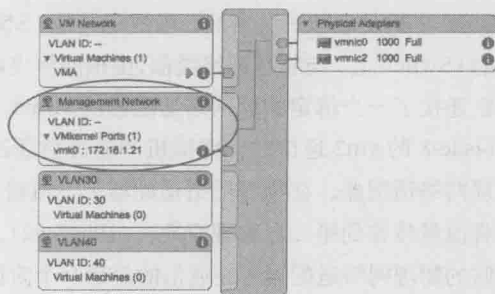 VM Network
VLAN ID: --
Virtual Machines (1)
VMA
Management Network
VLAN ID: --
VMkernel Ports (1)
vmk0 : 172.16.1.21
VLAN30
VLAN ID: 30
Virtual Machines (0)
VLAN40
VLAN ID: 40
Virtual Machines (0)
Physical Adapters
vmnic0 1000 Full
vmnic2 1000 Full